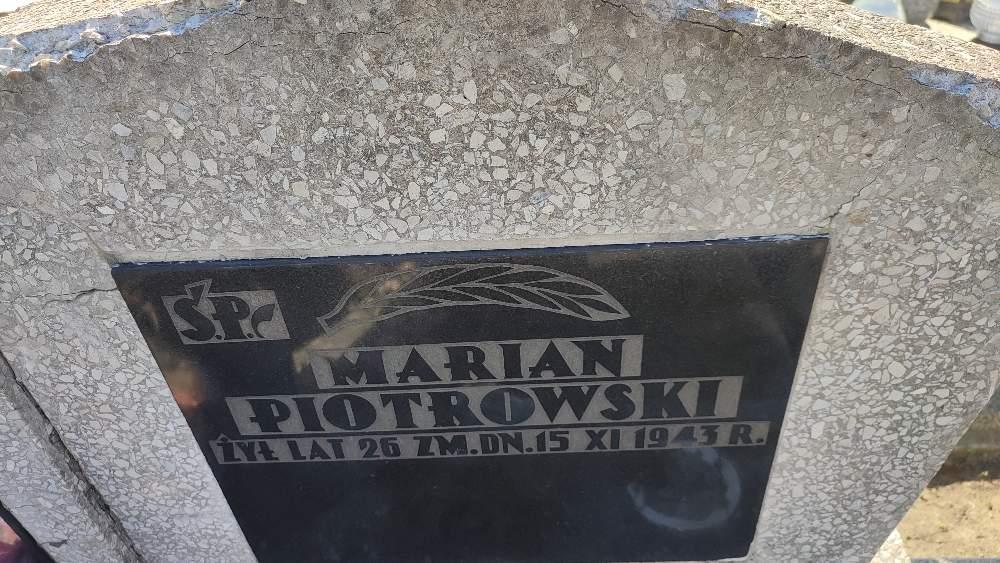 Ś.P.
MARIAN
PIOTROWSKI
ŻYŁ LAT 26 ZM.DN.15 XI 1943 R.